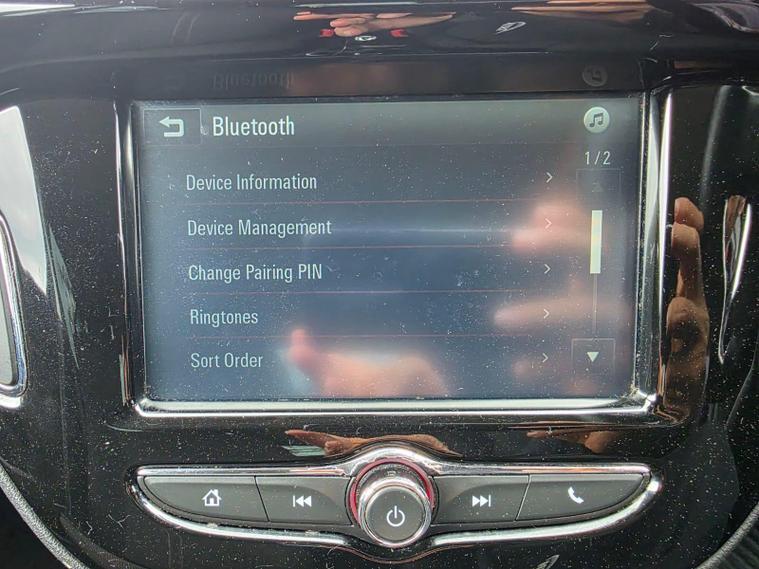 Bluetooth
1/2
Device Information
Device Management
Change Pairing PIN
Ringtones
Sort Order